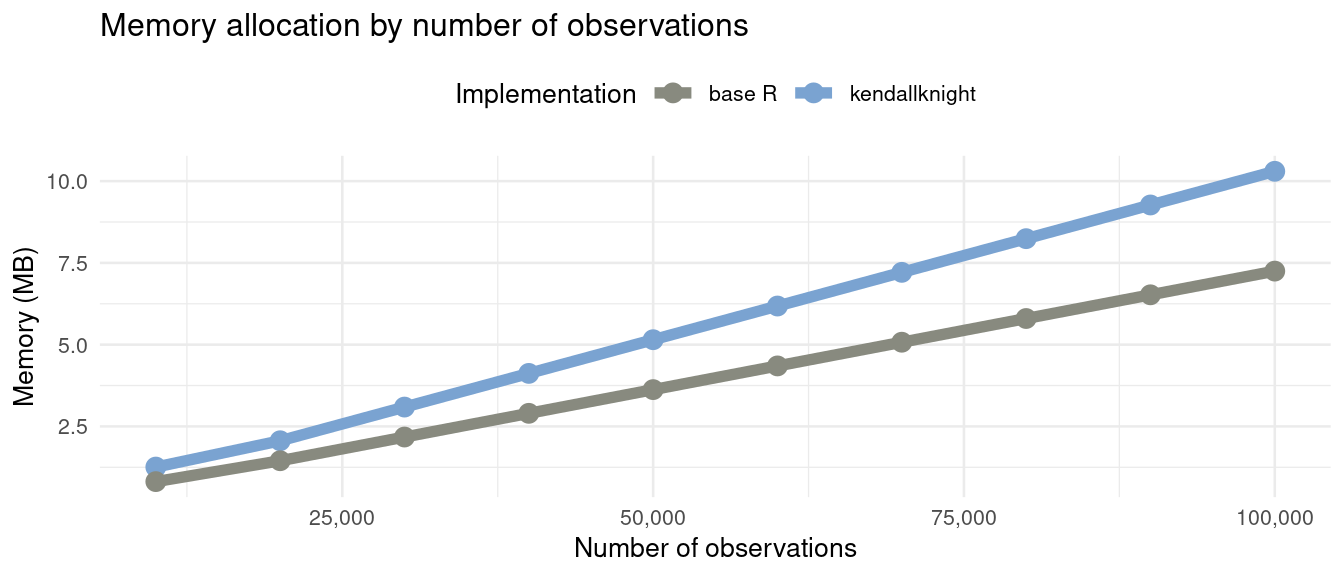 Memory allocation by number of observations
Implementation base R kendallknight
Memory (MB)
10.0
7.5
5.0
2.5
25,000 50,000 75,000 100,000
Number of observations